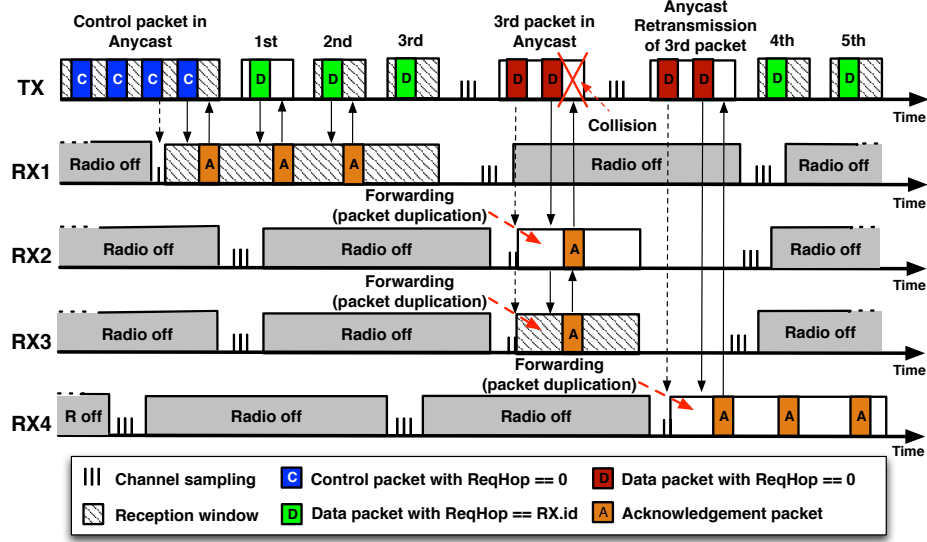 Control packet in
Anycast
1st
2nd
3rd
3rd packet in
Anycast
Anycast
Retransmission
of 3rd packet
4th
5th
TX
C
C
C
C
D
D
D
D
D
D
D
D
D
Time
Collision
RX1
Radio off
A
A
A
Radio off
Radio off
Time
Forwarding
(packet duplication)
RX2
Radio off
Radio off
A
Radio off
Time
Forwarding
(packet duplication)
RX3
Radio off
Radio off
A
Radio off
Time
Forwarding
(packet duplication)
RX4
R off
Radio off
Radio off
A
A
A
Time
Channel sampling
C
Control packet with ReqHop == 0
D
Data packet with ReqHop == 0
Reception window
D
Data packet with ReqHop == RX.id
A
Acknowledgement packet